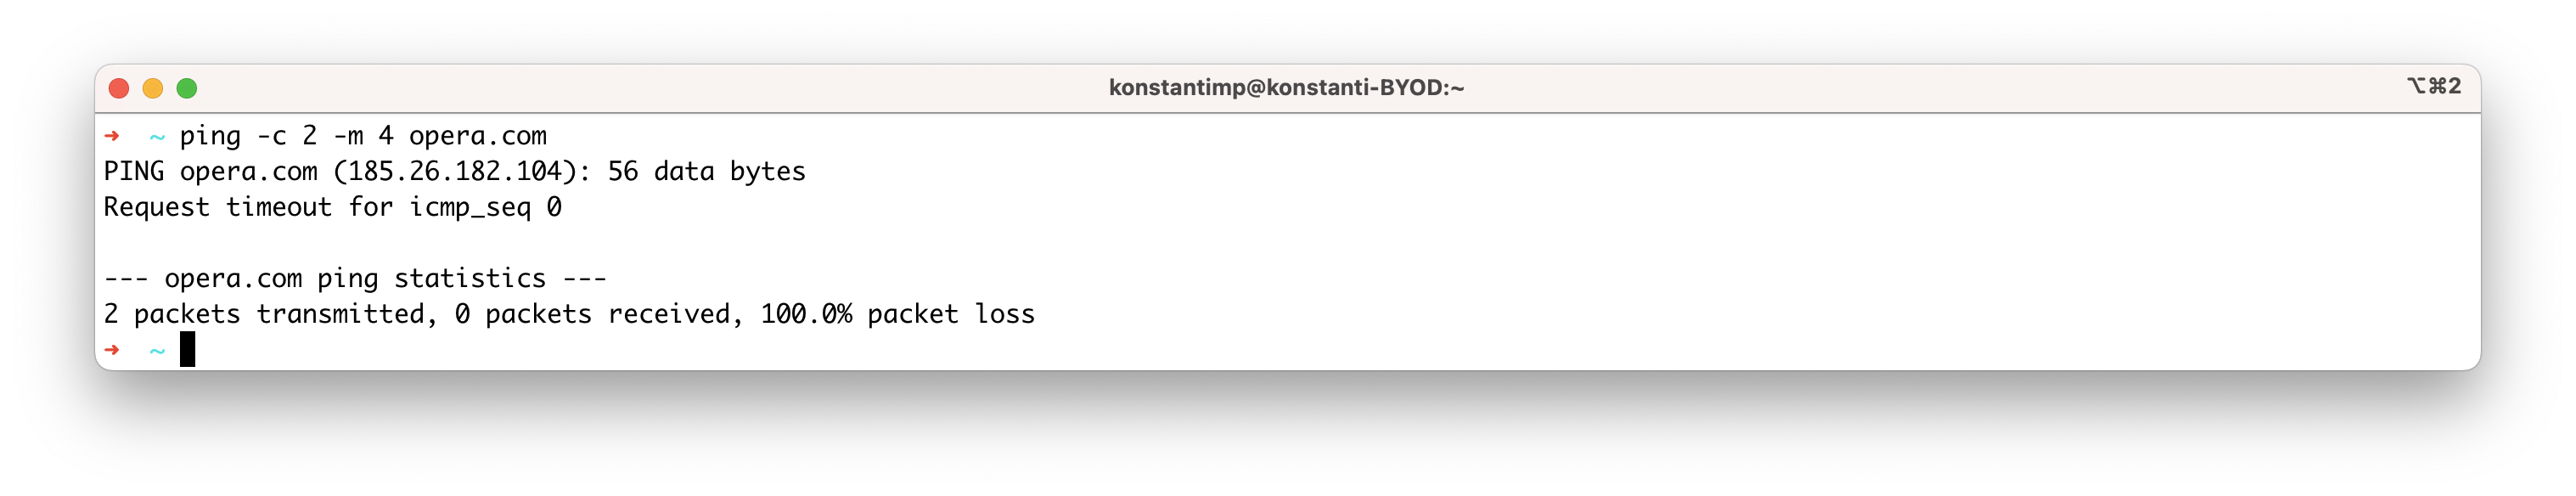 konstantimp@konstanti-BYOD:~ ⌥⌘2
➜ ~ ping -c 2 -m 4 opera.com
PING opera.com (185.26.182.104): 56 data bytes
Request timeout for icmp_seq 0
--- opera.com ping statistics ---
2 packets transmitted, 0 packets received, 100.0% packet loss
➜ ~